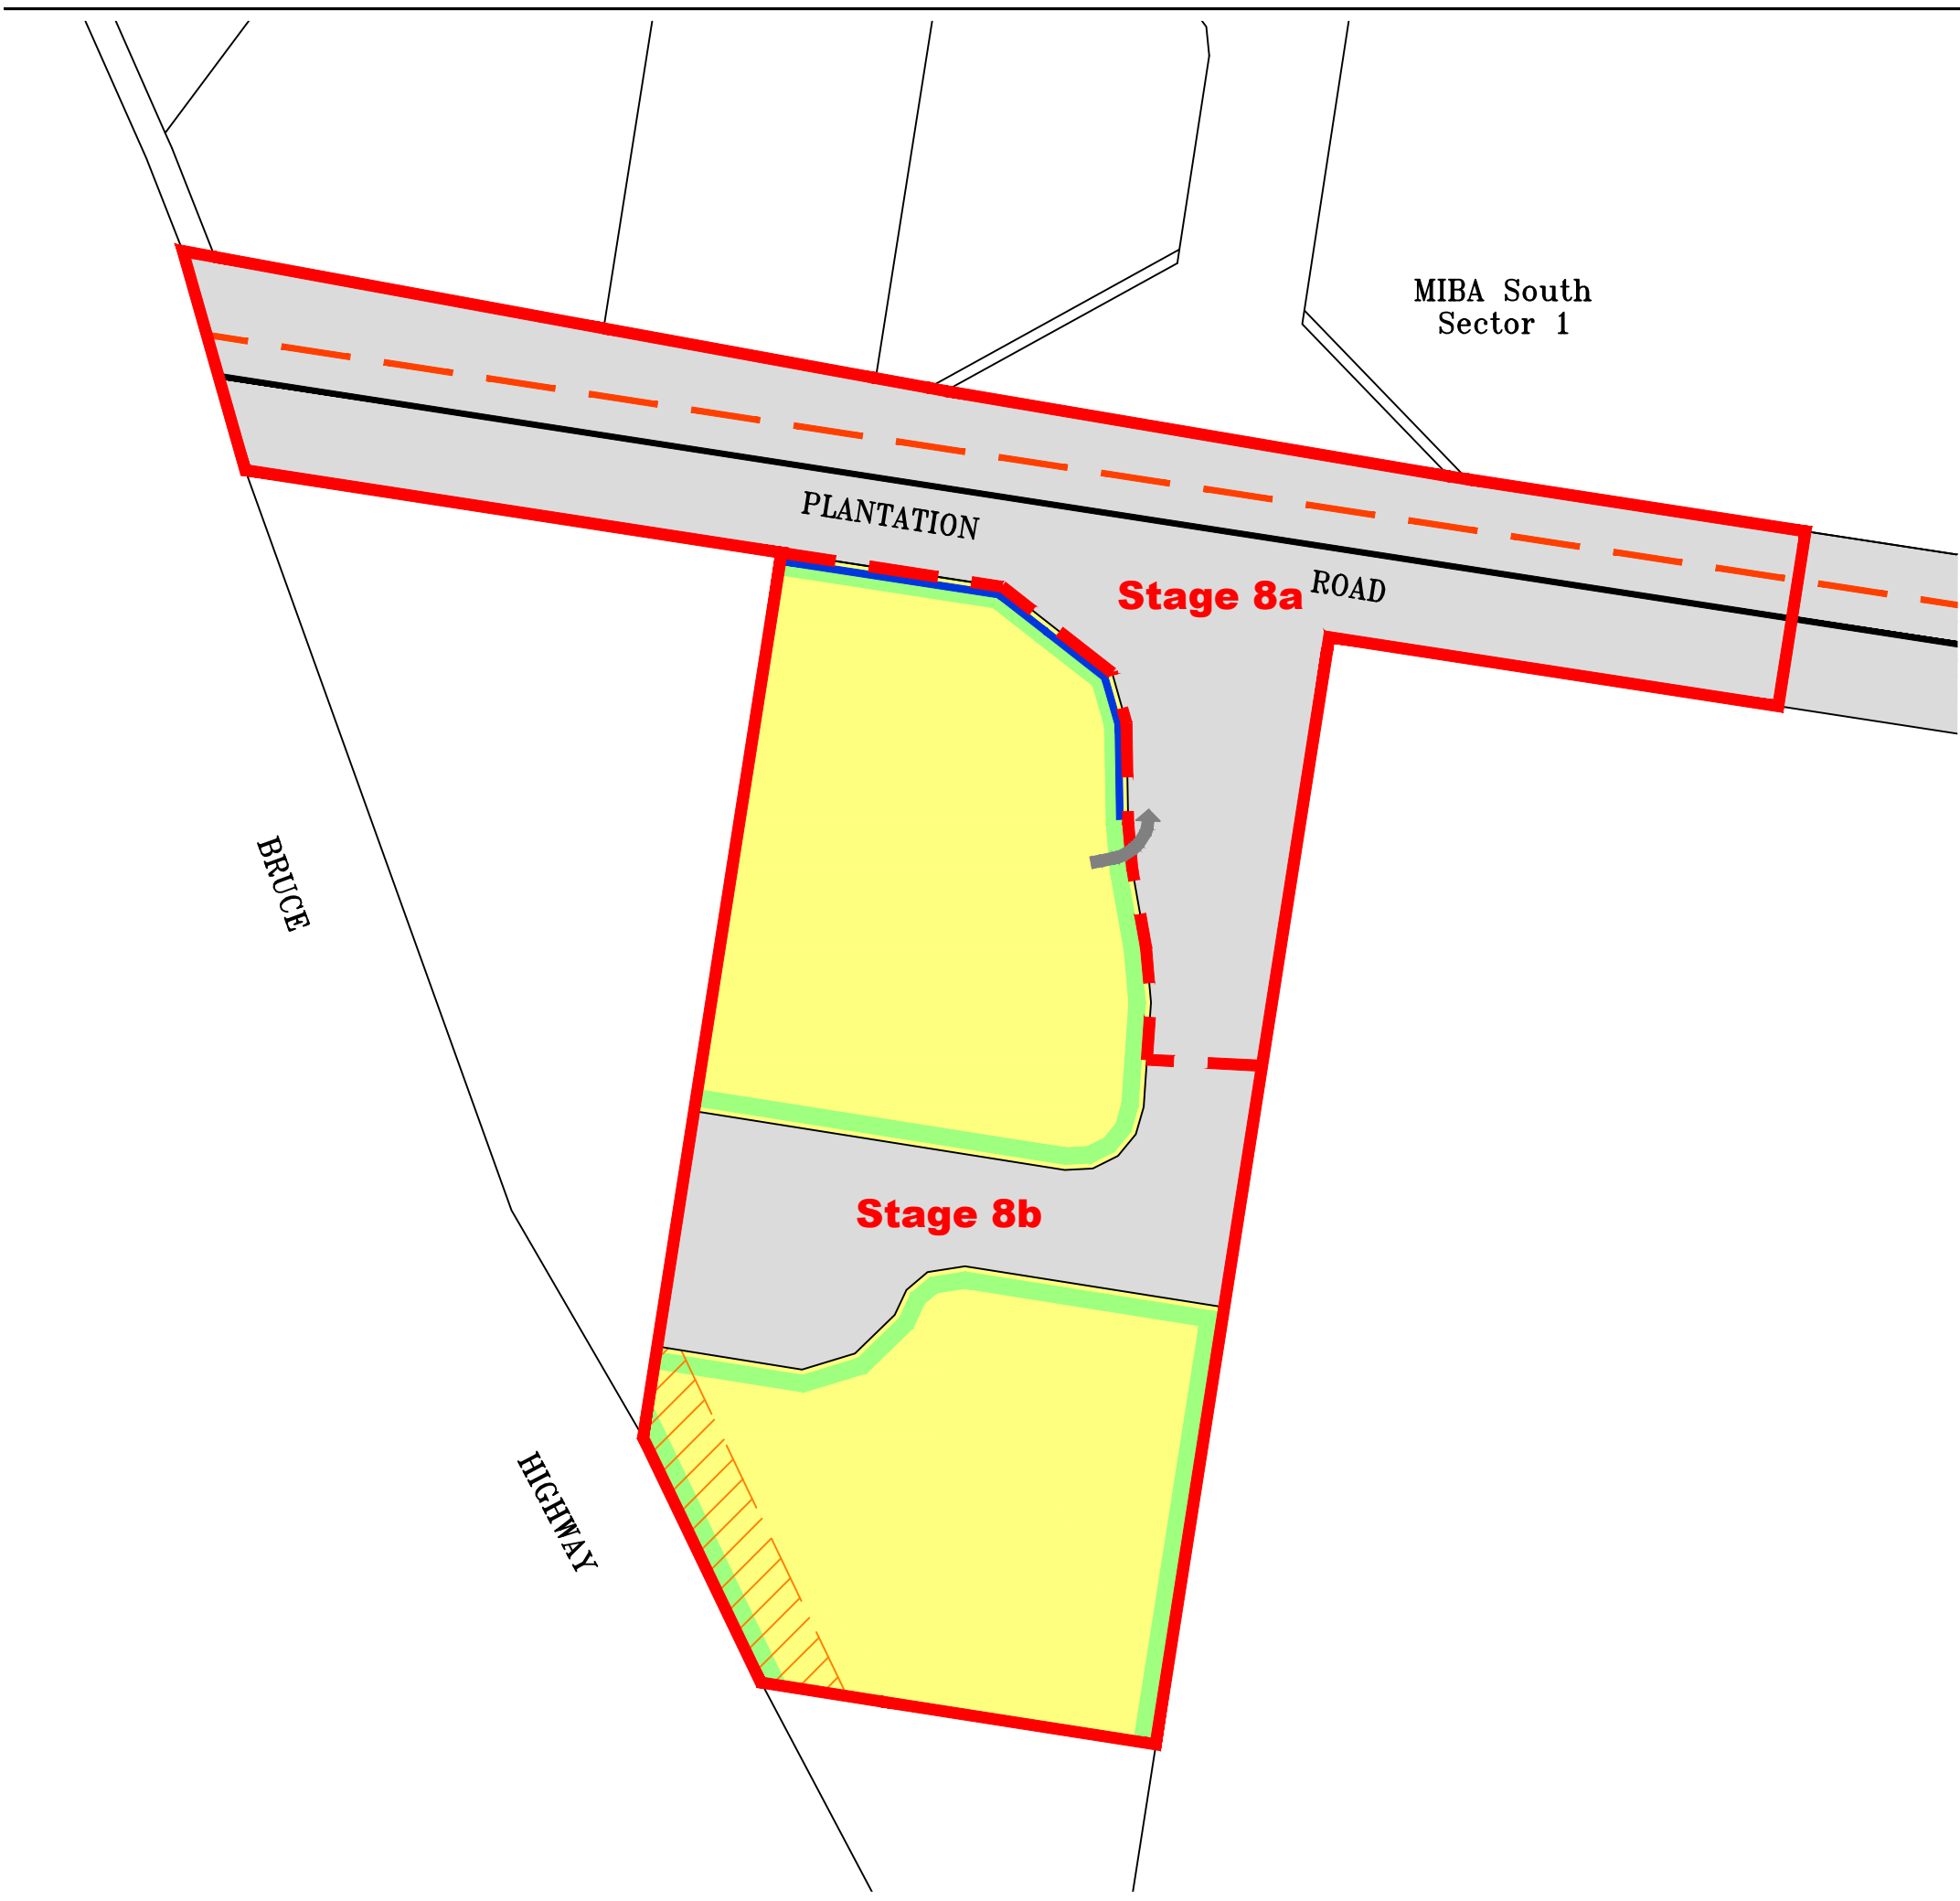 MIBA South
Sector 1
PLANTATION
ROAD
Stage 8a
BRUCE
Stage 8b
HIGHWAY